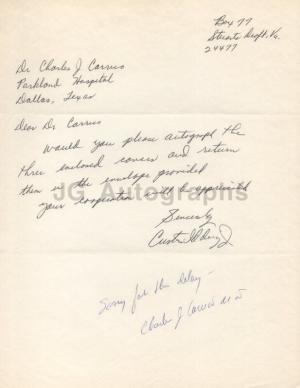 Box 77
Stuarts Draft, Va.
24477
Dr Charles J Carrico
Parkland Hospital
Dallas, Texas
Dear Dr Carrico
Would you please autograph the
three enclosed covers and return
them in the envelope provided
your cooperation will be appreciated
JG Autographs
Sincerely
Sorry for the delay -
Charles J Carrico MD